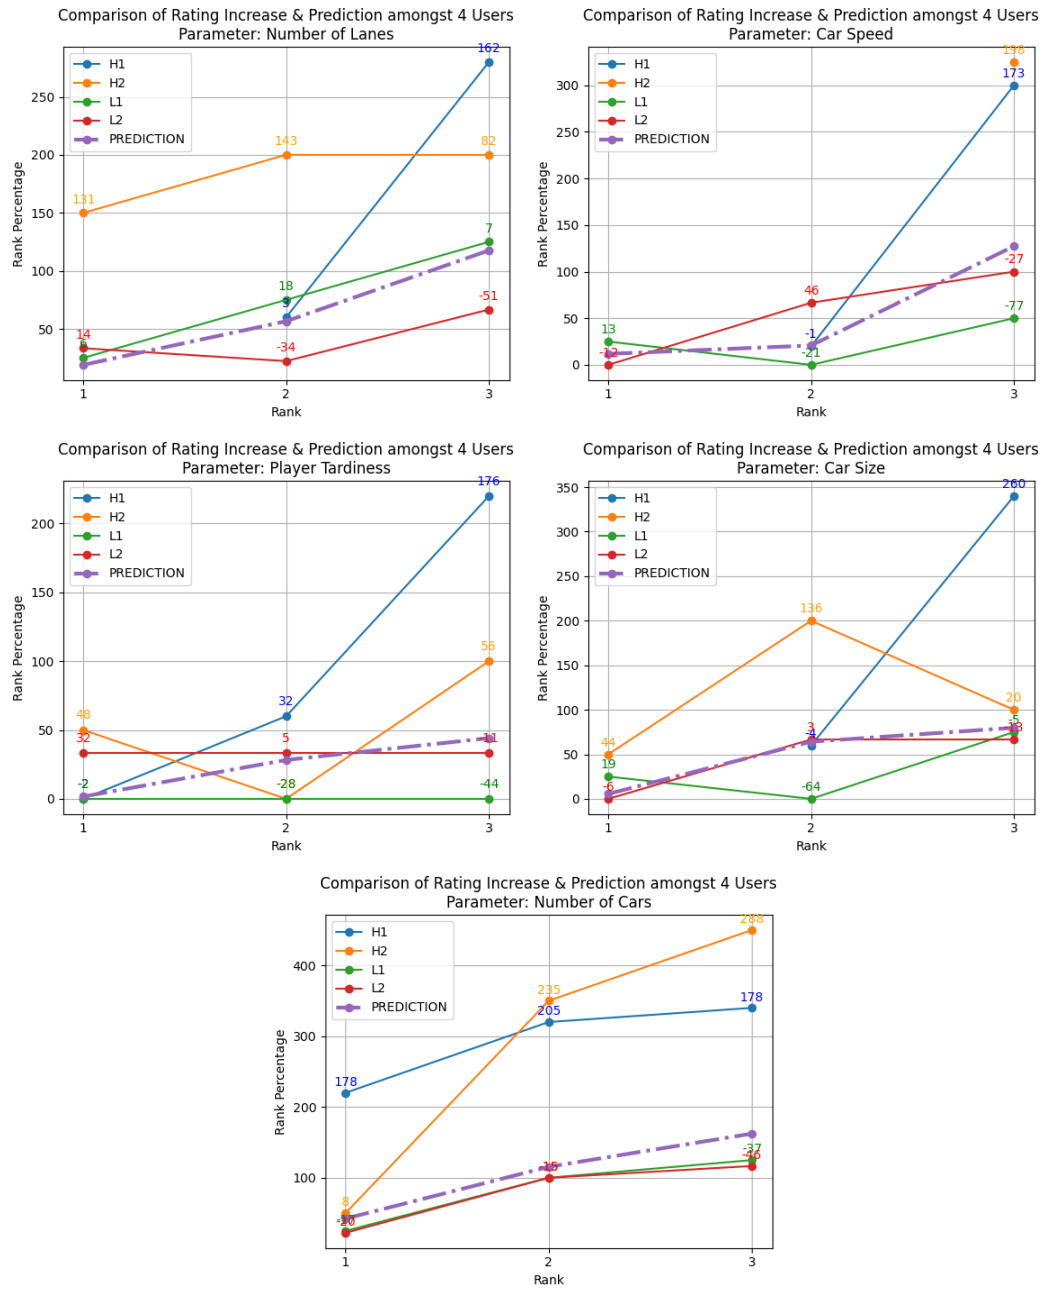 Comparison of Rating Increase & Prediction amongst 4 Users
Parameter: Number of Lanes
H1
H2
L1
L2
PREDICTION
162
143
82
131
7
18
3
14
-34
-51
250
200
150
100
50
Rank Percentage
1
2
3
Rank
Comparison of Rating Increase & Prediction amongst 4 Users
Parameter: Car Speed
H1
H2
L1
L2
PREDICTION
198
173
46
-27
13
-1
-12
-21
-77
300
250
200
150
100
50
0
Rank Percentage
1
2
3
Rank
Comparison of Rating Increase & Prediction amongst 4 Users
Parameter: Player Tardiness
H1
H2
L1
L2
PREDICTION
176
56
48
32
32
5
-11
-2
-28
-44
200
150
100
50
0
Rank Percentage
1
2
3
Rank
Comparison of Rating Increase & Prediction amongst 4 Users
Parameter: Car Size
H1
H2
L1
L2
PREDICTION
260
136
20
44
3
-4
-5
-13
19
-6
-64
350
300
250
200
150
100
50
0
Rank Percentage
1
2
3
Rank
Comparison of Rating Increase & Prediction amongst 4 Users
Parameter: Number of Cars
H1
H2
L1
L2
PREDICTION
288
235
205
178
178
8
-20
-15
-37
400
300
200
100
Rank Percentage
1
2
3
Rank